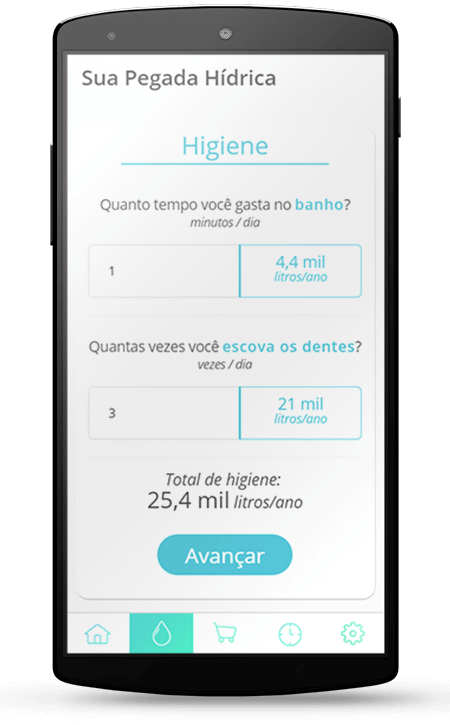 Sua Pegada Hídrica
Higiene
Quanto tempo você gasta no banho?
minutos / dia
1
4,4 mil
litros/ano
Quantas vezes você escova os dentes?
vezes / dia
3
21 mil
litros/ano
Total de higiene:
25,4 mil litros/ano
Avançar